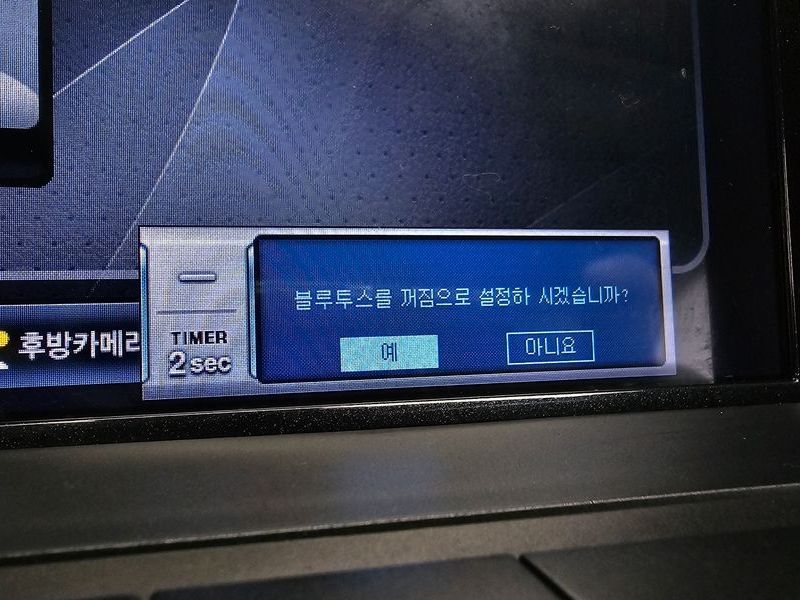 블루투스를 꺼짐으로 설정하 시겠습니까?
예
아니요
TIMER
2sec
후방카메라